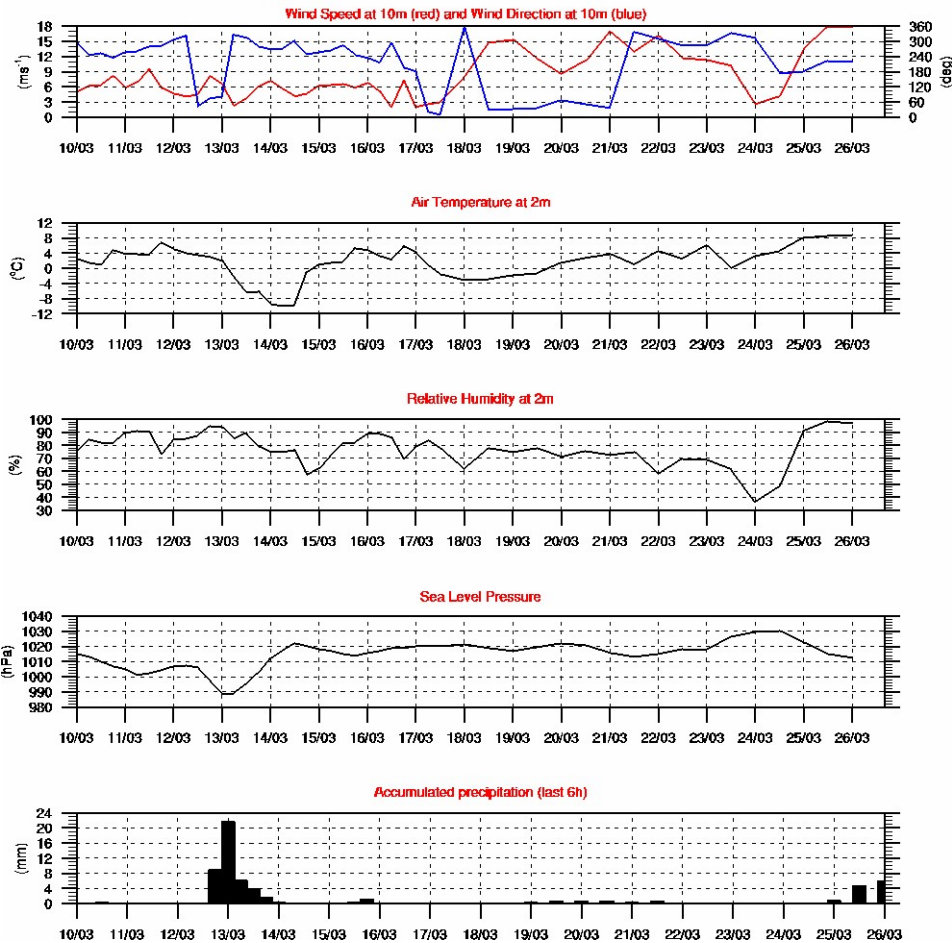 Wind Speed at 10m (red) and Wind Direction at 10m (blue)
18 360
15 300
12 240
9 180
6 120
3 60
0 0
(ms⁻¹) (deg)
10/03 11/03 12/03 13/03 14/03 15/03 16/03 17/03 18/03 19/03 20/03 21/03 22/03 23/03 24/03 25/03 26/03
Air Temperature at 2m
12
8
4
0
-4
-8
-12
(ºC)
10/03 11/03 12/03 13/03 14/03 15/03 16/03 17/03 18/03 19/03 20/03 21/03 22/03 23/03 24/03 25/03 26/03
Relative Humidity at 2m
100
90
80
70
60
50
40
30
(%)
10/03 11/03 12/03 13/03 14/03 15/03 16/03 17/03 18/03 19/03 20/03 21/03 22/03 23/03 24/03 25/03 26/03
Sea Level Pressure
1040
1030
1020
1010
1000
990
980
(hPa)
10/03 11/03 12/03 13/03 14/03 15/03 16/03 17/03 18/03 19/03 20/03 21/03 22/03 23/03 24/03 25/03 26/03
Accumulated precipitation (last 6h)
24
20
16
12
8
4
0
(mm)
10/03 11/03 12/03 13/03 14/03 15/03 16/03 17/03 18/03 19/03 20/03 21/03 22/03 23/03 24/03 25/03 26/03